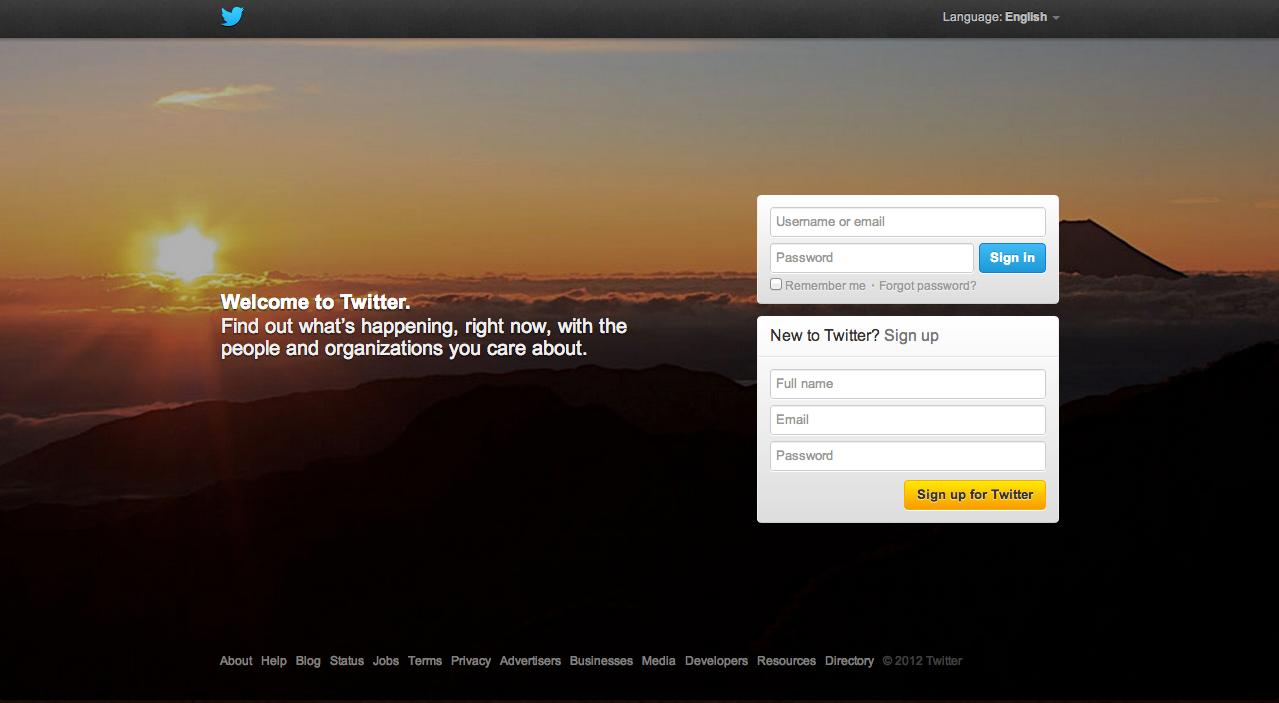 Language: English
Welcome to Twitter.
Find out what's happening, right now, with the
people and organizations you care about.
Username or email
Password
Sign in
Remember me · Forgot password?
New to Twitter? Sign up
Full name
Email
Password
Sign up for Twitter
About Help Blog Status Jobs Terms Privacy Advertisers Businesses Media Developers Resources Directory © 2012 Twitter